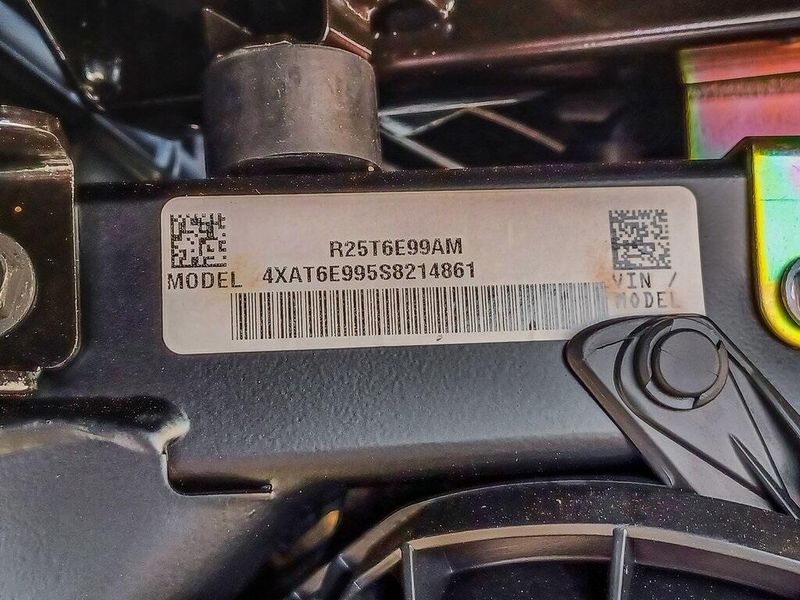 R25T6E99AM
MODEL 4XAT6E995S8214861
VIN /
MODEL